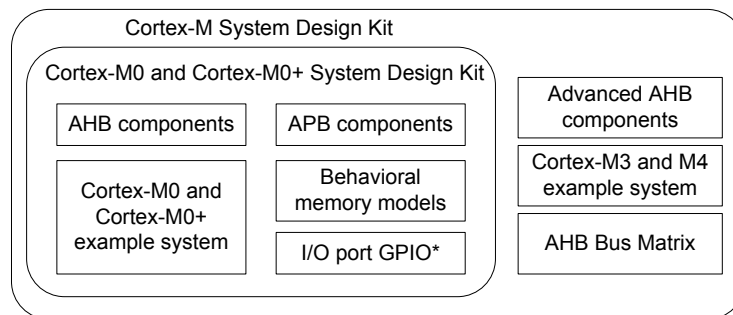 Cortex-M System Design Kit
Cortex-M0 and Cortex-M0+ System Design Kit
AHB components
APB components
Cortex-M0 and
Cortex-M0+
example system
Behavioral
memory models
I/O port GPIO*
Advanced AHB
components
Cortex-M3 and M4
example system
AHB Bus Matrix